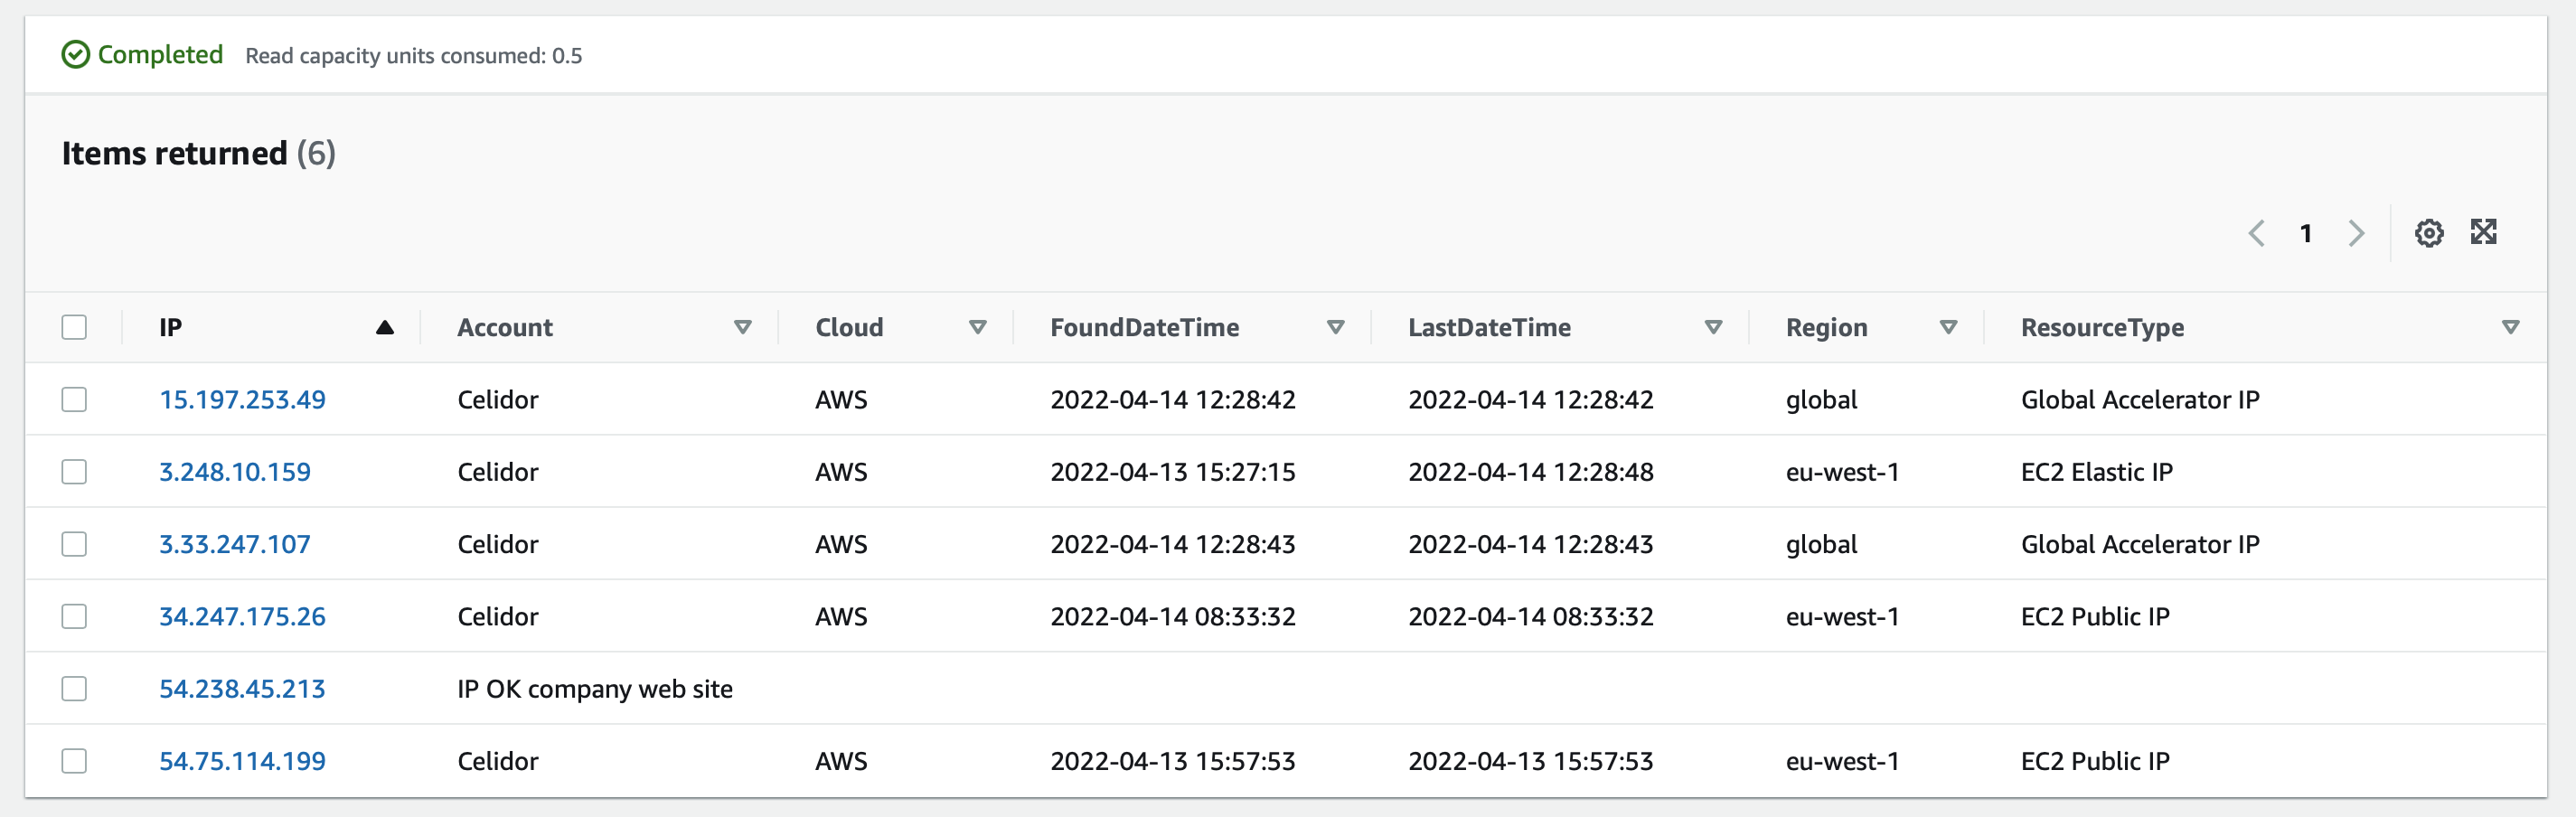 Completed Read capacity units consumed: 0.5
Items returned (6)
1
IP Account Cloud FoundDateTime LastDateTime Region ResourceType
15.197.253.49 Celidor AWS 2022-04-14 12:28:42 2022-04-14 12:28:42 global Global Accelerator IP
3.248.10.159 Celidor AWS 2022-04-13 15:27:15 2022-04-14 12:28:48 eu-west-1 EC2 Elastic IP
3.33.247.107 Celidor AWS 2022-04-14 12:28:43 2022-04-14 12:28:43 global Global Accelerator IP
34.247.175.26 Celidor AWS 2022-04-14 08:33:32 2022-04-14 08:33:32 eu-west-1 EC2 Public IP
54.238.45.213 IP OK company web site
54.75.114.199 Celidor AWS 2022-04-13 15:57:53 2022-04-13 15:57:53 eu-west-1 EC2 Public IP